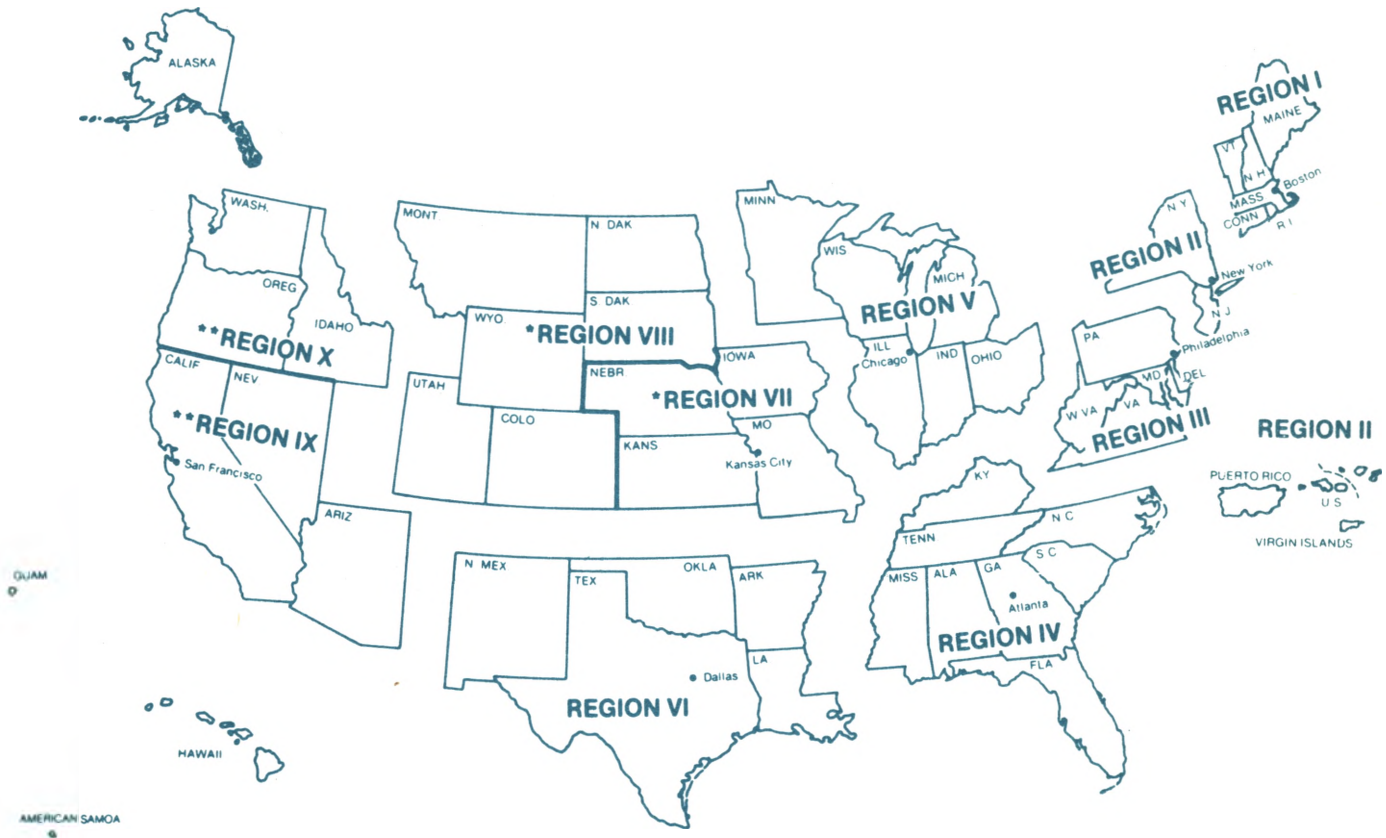 ALASKA
REGION I
MAINE
VT
N H
Boston
MASS
CONN
R I
WASH.
MONT
N DAK
MINN
N Y
REGION II
New York
N J
OREG
IDAHO
**REGION X
S. DAK
WYO.
*REGION VIII
WIS
MICH
REGION V
PA
Philadelphia
CALIF
NEV
UTAH
NEBR
IOWA
ILL
Chicago
IND
OHIO
MD
DEL
**REGION IX
COLO
*REGION VII
MO
W VA
VA
REGION III
REGION II
San Francisco
KANS
Kansas City
KY
PUERTO RICO
U S
VIRGIN ISLANDS
ARIZ
TENN
N C
S C
GUAM
N MEX
TEX
OKLA
ARK
MISS
ALA
GA
Atlanta
REGION IV
FLA
LA
Dallas
REGION VI
HAWAII
AMERICAN SAMOA